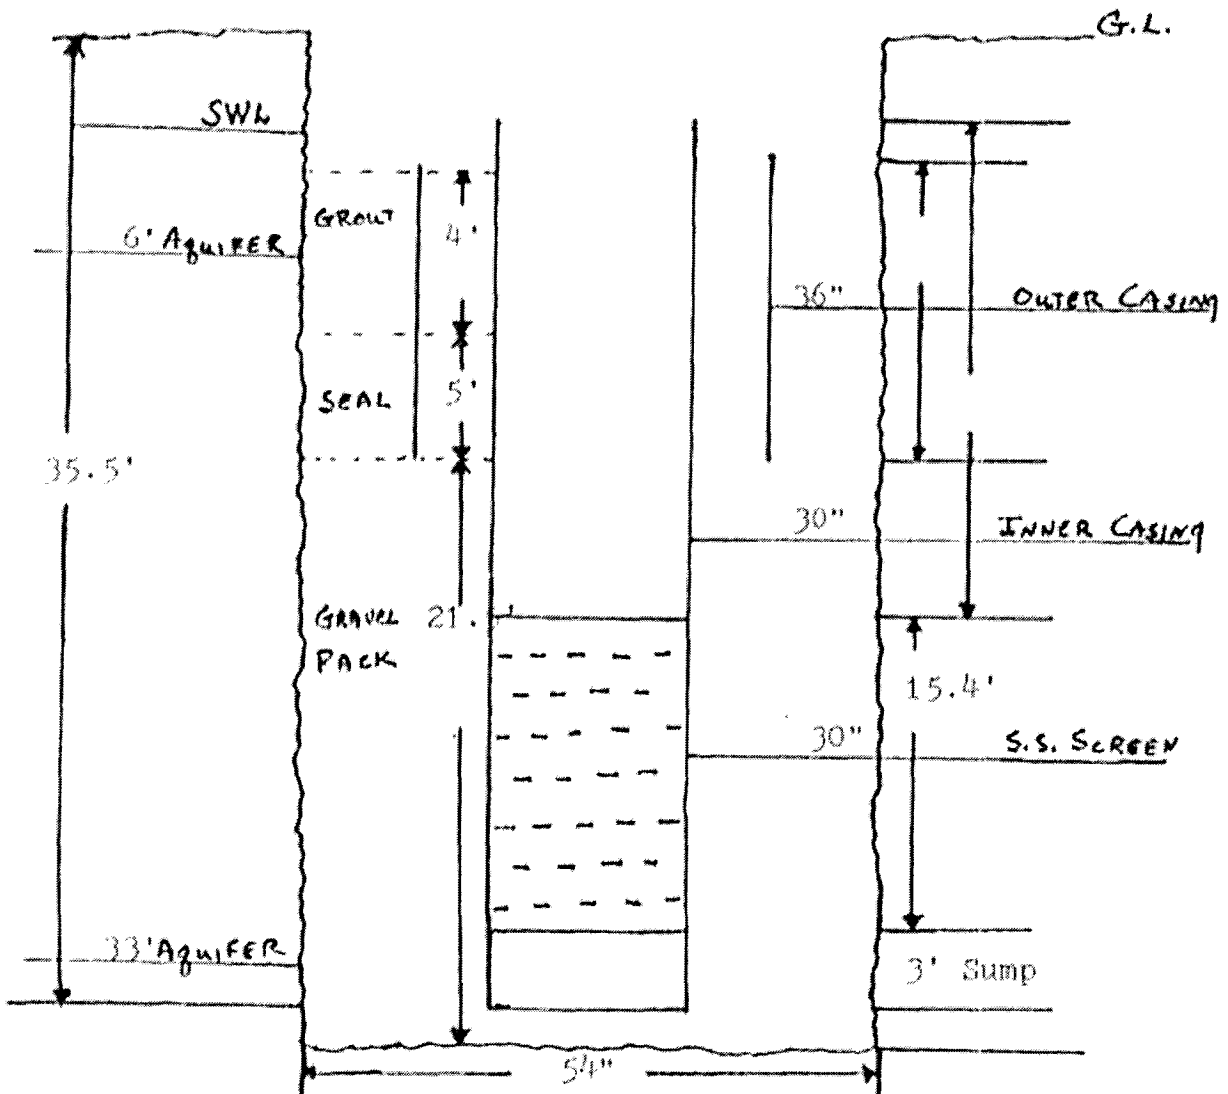 G.L.
SWL
GROUT
4'
6' AQUIFER
36"
OUTER CASING
SEAL
5'
35.5'
30"
INNER CASING
GRAVEL
PACK
15.4'
30"
S.S. SCREEN
33' AQUIFER
3' Sump
54"